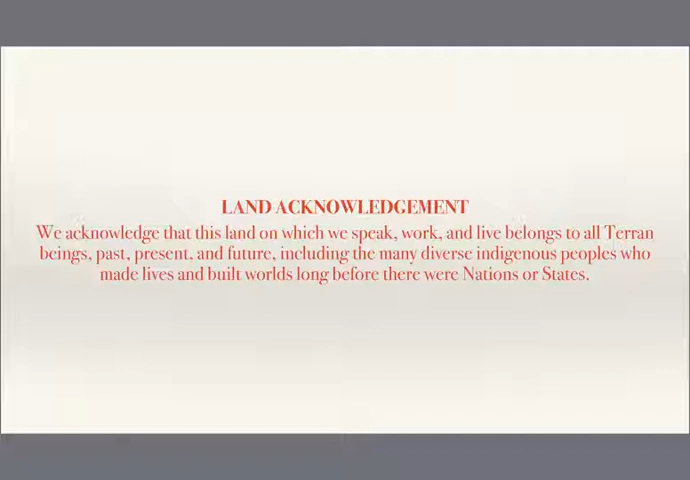 LAND ACKNOWLEDGEMENT
We acknowledge that this land on which we speak, work, and live belongs to all Terran
beings, past, present, and future, including the many diverse indigenous peoples who
made lives and built worlds long before there were Nations or States.